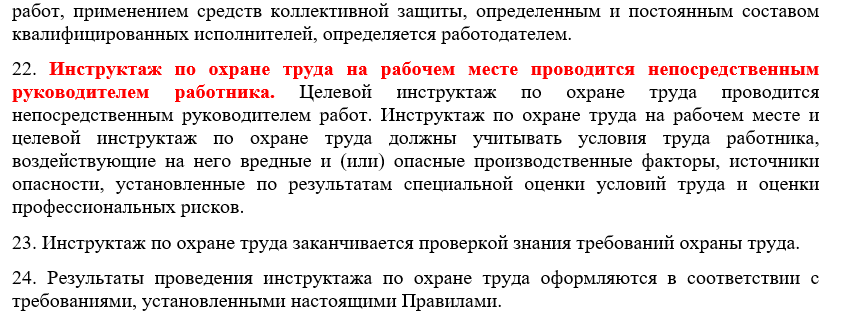 работ, применением средств коллективной защиты, определенным и постоянным составом
квалифицированных исполнителей, определяется работодателем.
22. Инструктаж по охране труда на рабочем месте проводится непосредственным
руководителем работника. Целевой инструктаж по охране труда проводится
непосредственным руководителем работ. Инструктаж по охране труда на рабочем месте и
целевой инструктаж по охране труда должны учитывать условия труда работника,
воздействующие на него вредные и (или) опасные производственные факторы, источники
опасности, установленные по результатам специальной оценки условий труда и оценки
профессиональных рисков.
23. Инструктаж по охране труда заканчивается проверкой знания требований охраны труда.
24. Результаты проведения инструктажа по охране труда оформляются в соответствии с
требованиями, установленными настоящими Правилами.